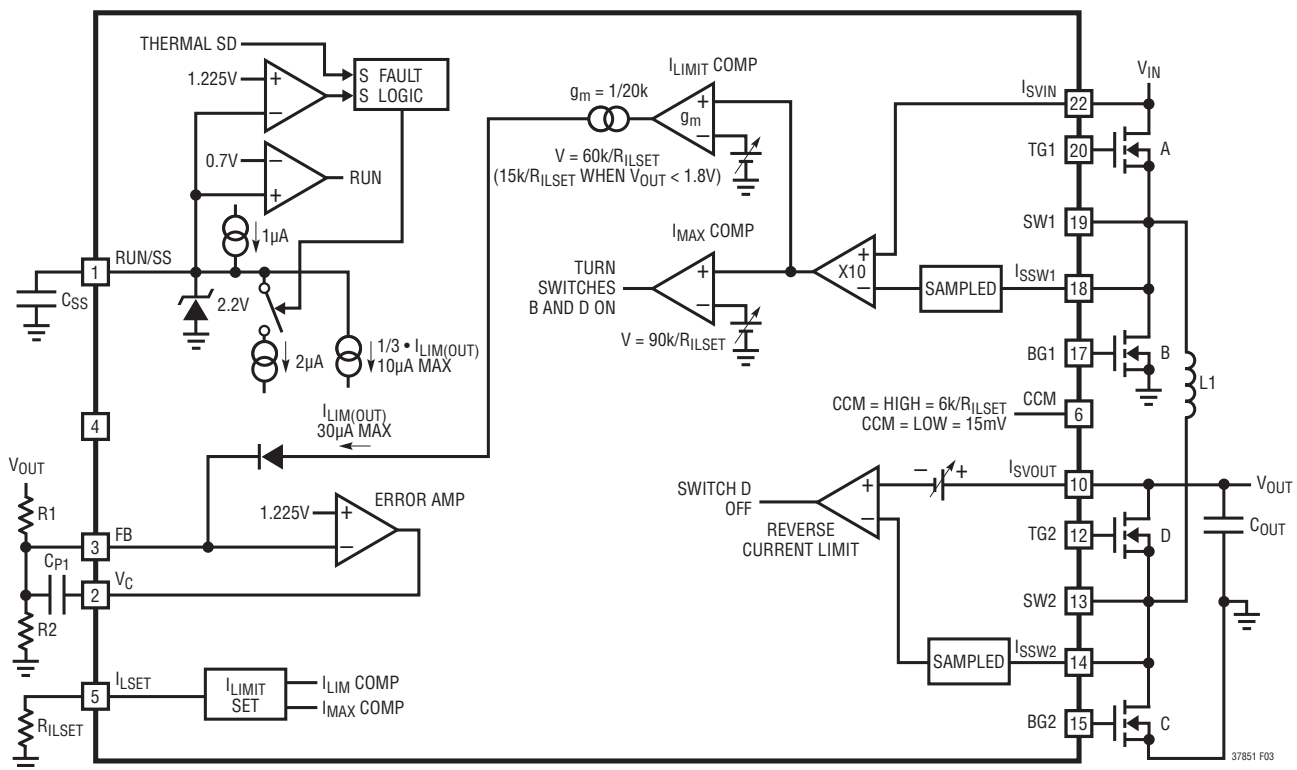 THERMAL SD
1.225V
+
−
S FAULT
S LOGIC
0.7V
−
+
RUN
1µA
1
RUN/SS
CSS
2.2V
2µA
1/3 • ILIM(OUT)
10µA MAX
gm = 1/20k
ILIMIT COMP
+
gm
−
V = 60k/RILSET
(15k/RILSET WHEN VOUT < 1.8V)
IMAX COMP
TURN
SWITCHES
B AND D ON
+
−
V = 90k/RILSET
+
X10
−
SAMPLED
ISVIN
22
VIN
TG1
20
A
SW1
19
ISSW1
18
BG1
17
B
L1
CCM
6
CCM = HIGH = 6k/RILSET
CCM = LOW = 15mV
4
ILIM(OUT)
30µA MAX
VOUT
R1
3
FB
CP1
2
VC
R2
1.225V
+
−
ERROR AMP
5
ILSET
RILSET
ILIMIT
SET
ILIM COMP
IMAX COMP
SWITCH D
OFF
+
−
REVERSE
CURRENT LIMIT
− +
ISVOUT
10
VOUT
TG2
12
D
COUT
SW2
13
SAMPLED
ISSW2
14
BG2
15
C
37851 F03